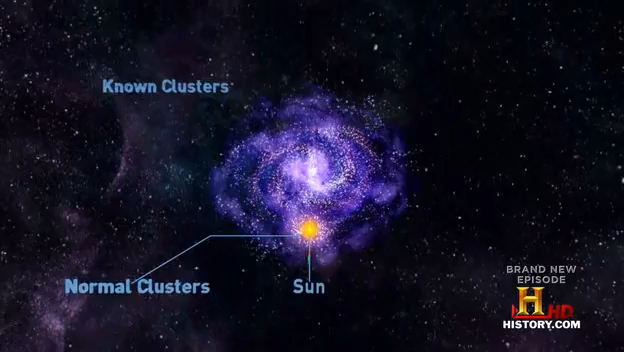 Known Clusters
Normal Clusters
Sun
BRAND NEW
EPISODE
H HD
HISTORY.COM